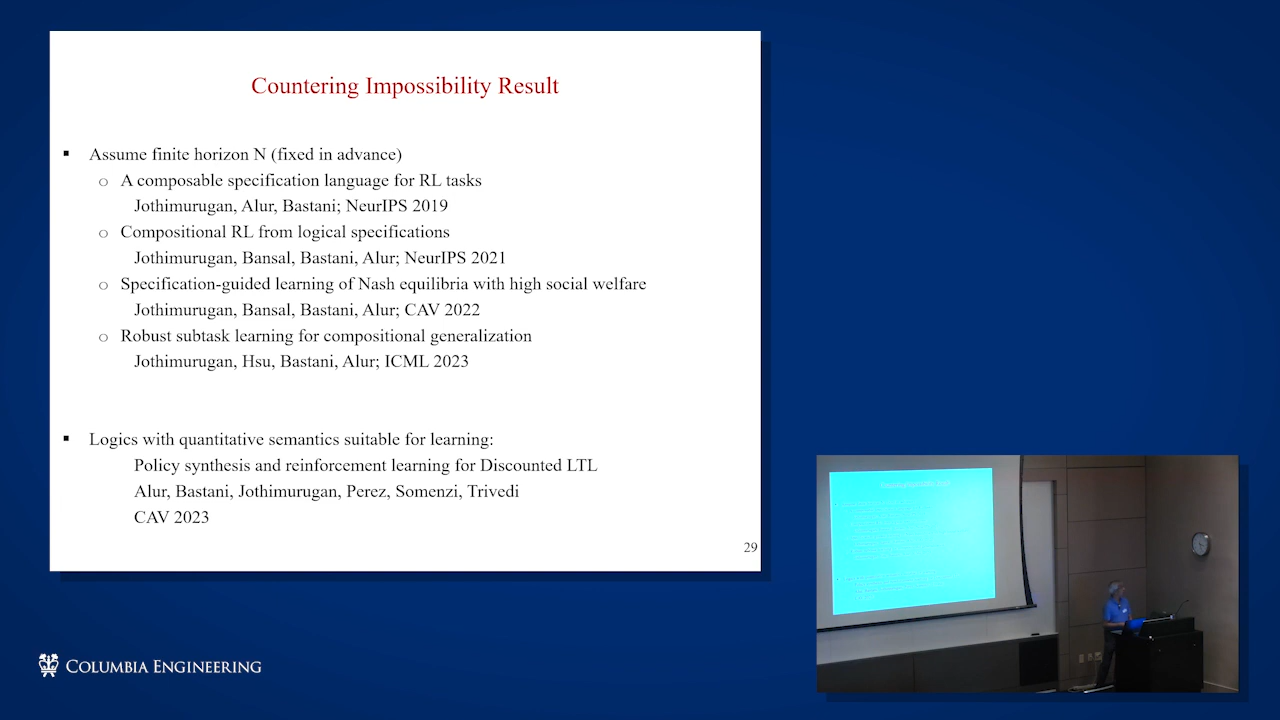 Countering Impossibility Result
▪ Assume finite horizon N (fixed in advance)
o A composable specification language for RL tasks
Jothimurugan, Alur, Bastani; NeurIPS 2019
o Compositional RL from logical specifications
Jothimurugan, Bansal, Bastani, Alur; NeurIPS 2021
o Specification-guided learning of Nash equilibria with high social welfare
Jothimurugan, Bansal, Bastani, Alur; CAV 2022
o Robust subtask learning for compositional generalization
Jothimurugan, Hsu, Bastani, Alur; ICML 2023
▪ Logics with quantitative semantics suitable for learning:
Policy synthesis and reinforcement learning for Discounted LTL
Alur, Bastani, Jothimurugan, Perez, Somenzi, Trivedi
CAV 2023
29
COLUMBIA ENGINEERING